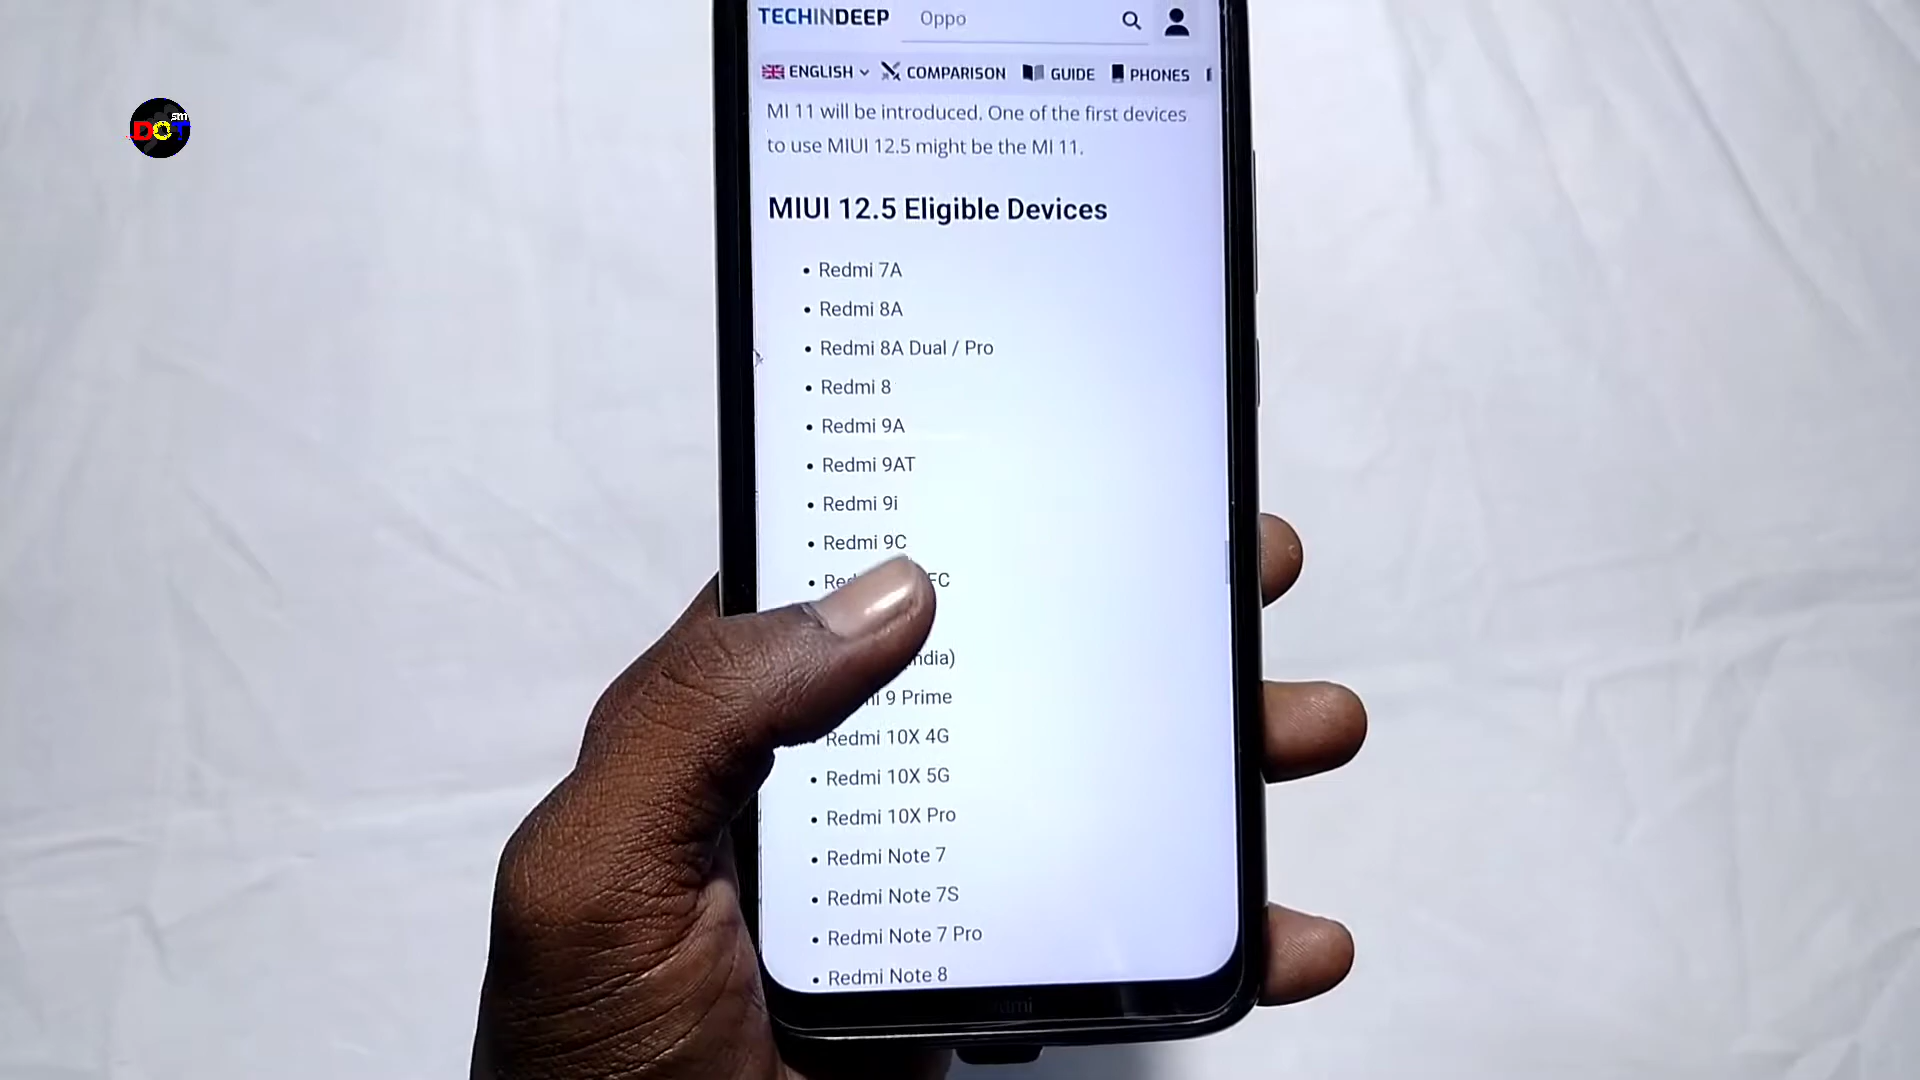 TECHINDEEP Oppo
ENGLISH COMPARISON GUIDE PHONES
DOT sm
MI 11 will be introduced. One of the first devices
to use MIUI 12.5 might be the MI 11.
MIUI 12.5 Eligible Devices
• Redmi 7A
• Redmi 8A
• Redmi 8A Dual / Pro
• Redmi 8
• Redmi 9A
• Redmi 9AT
• Redmi 9i
• Redmi 9C
•
9 Prime
Redmi 10X 4G
• Redmi 10X 5G
• Redmi 10X Pro
• Redmi Note 7
• Redmi Note 7S
• Redmi Note 7 Pro
• Redmi Note 8